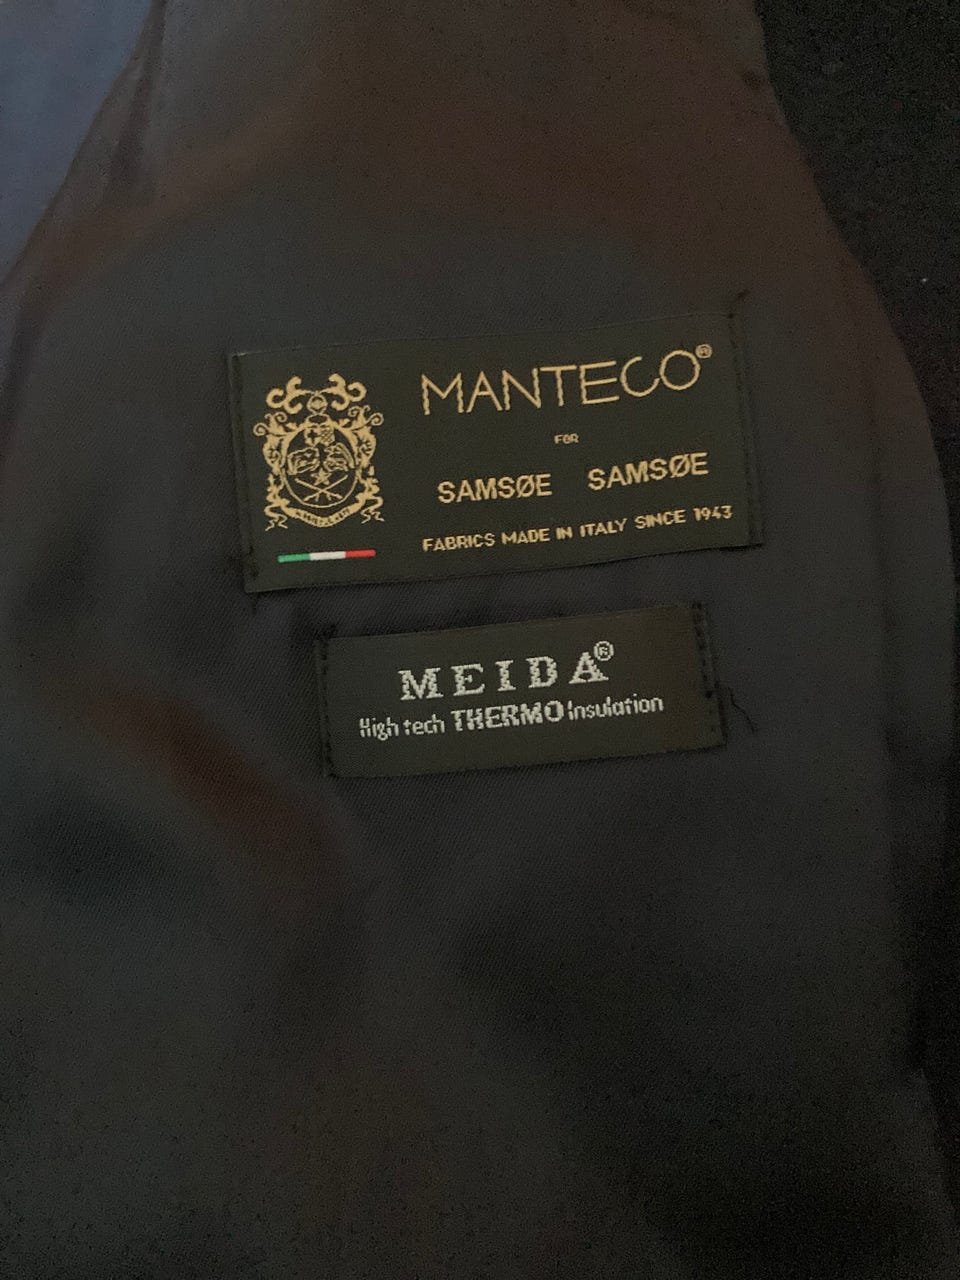 MANTECO®
FOR
SAMSØE SAMSØE
FABRICS MADE IN ITALY SINCE 1943
MEIDA®
High tech THERMO Insulation